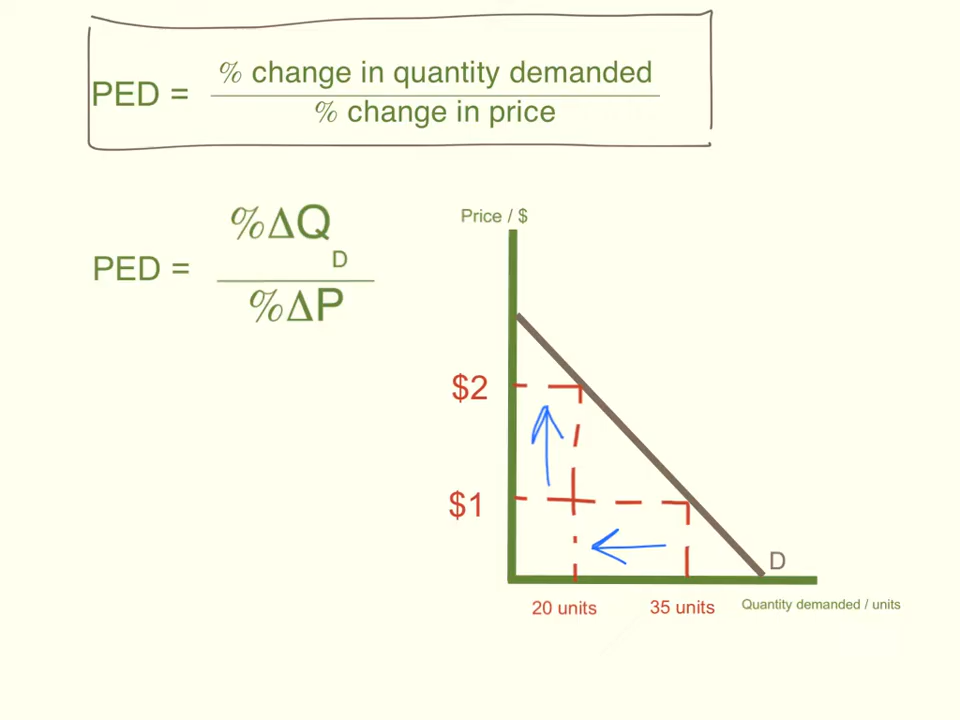 PED = % change in quantity demanded
% change in price
PED = %ΔQ D
%ΔP
Price / $
$2
$1
D
20 units 35 units Quantity demanded / units